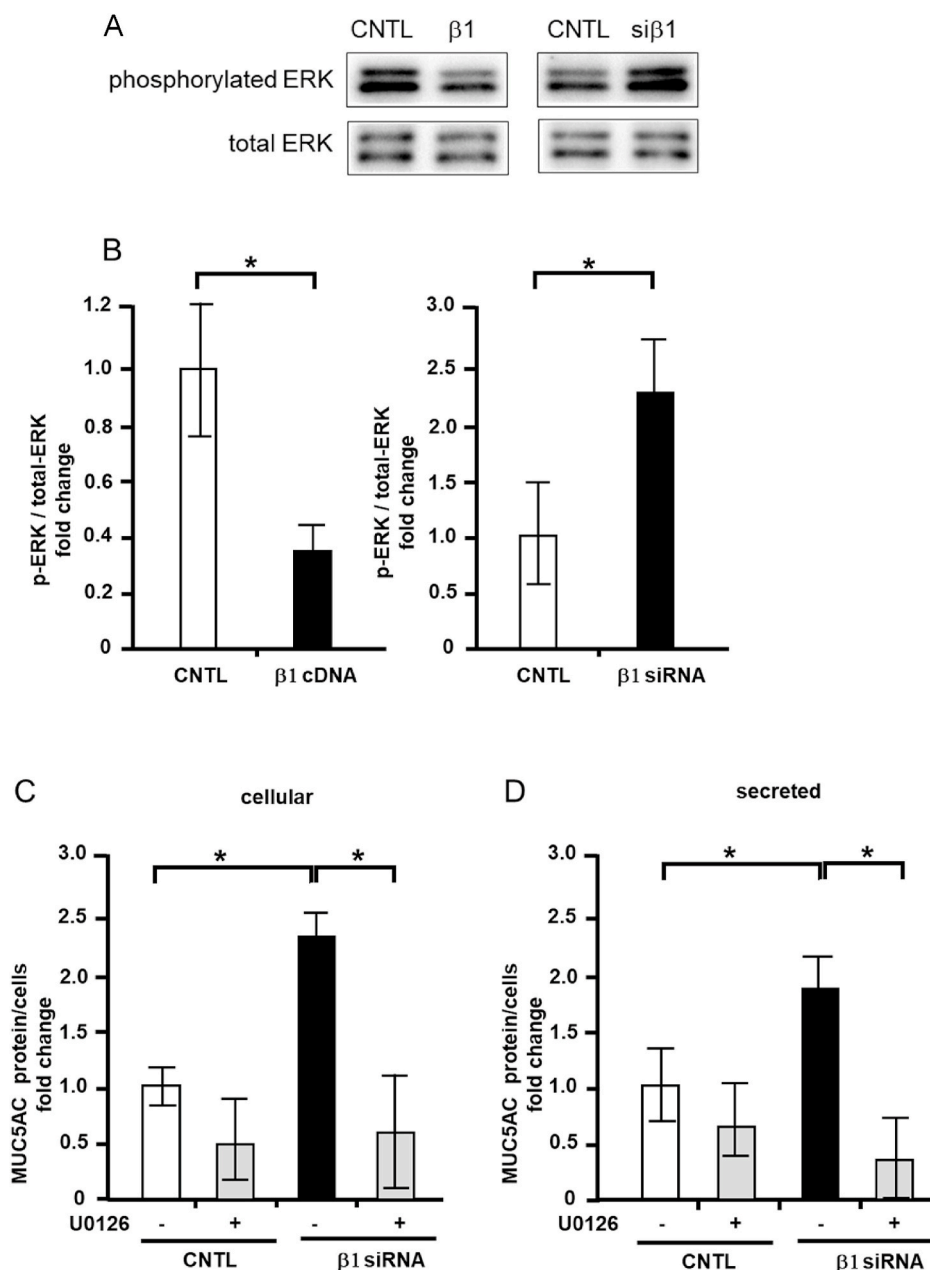 A
CNTL β1 CNTL siβ1
phosphorylated ERK
total ERK
B
* *
1.2
1.0
0.8
0.6
0.4
0.2
0
p-ERK / total-ERK
fold change
CNTL β1 cDNA
3.0
2.5
2.0
1.5
1.0
0.5
0
p-ERK / total-ERK
fold change
CNTL β1 siRNA
C
cellular
* *
3.0
2.5
2.0
1.5
1.0
0.5
0
MUC5AC protein/cells
fold change
U0126 - + - +
CNTL β1 siRNA
D
secreted
* *
3.0
2.5
2.0
1.5
1.0
0.5
0
MUC5AC protein/cells
fold change
U0126 - + - +
CNTL β1 siRNA